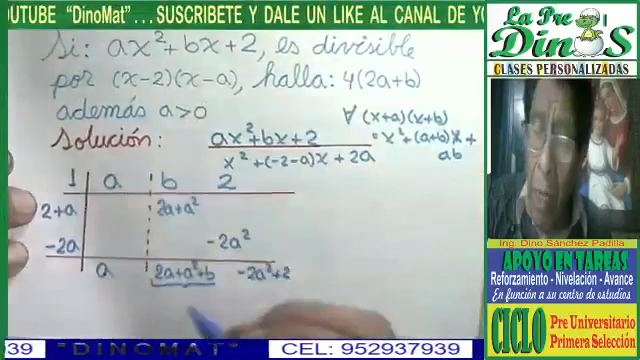 OUTUBE "DinoMat"... SUSCRIBETE Y DALE UN LIKE AL CANAL DE YO
Si: ax²+bx+2, es divisible
por (x-2)(x-a), halla: 4(2a+b)
además a>0
∀ (x+a)(x+b)
Solución:
ax²+bx+2
x²+(-2-a)x+2a
x²+(a+b)x+
ab
1 a b 2
2+a 2a+a²
-2a -2a²
a 2a+a²+b -2a²+2
939 "DINOMAT" CEL: 952937939
La Pre
DinoS
CLASES PERSONALIZADAS
Ing. Dino Sánchez Padilla
APOYO EN TAREAS
Reforzamiento - Nivelación - Avance
En función a su centro de estudios
CICLO Pre Universitario
Primera Selección